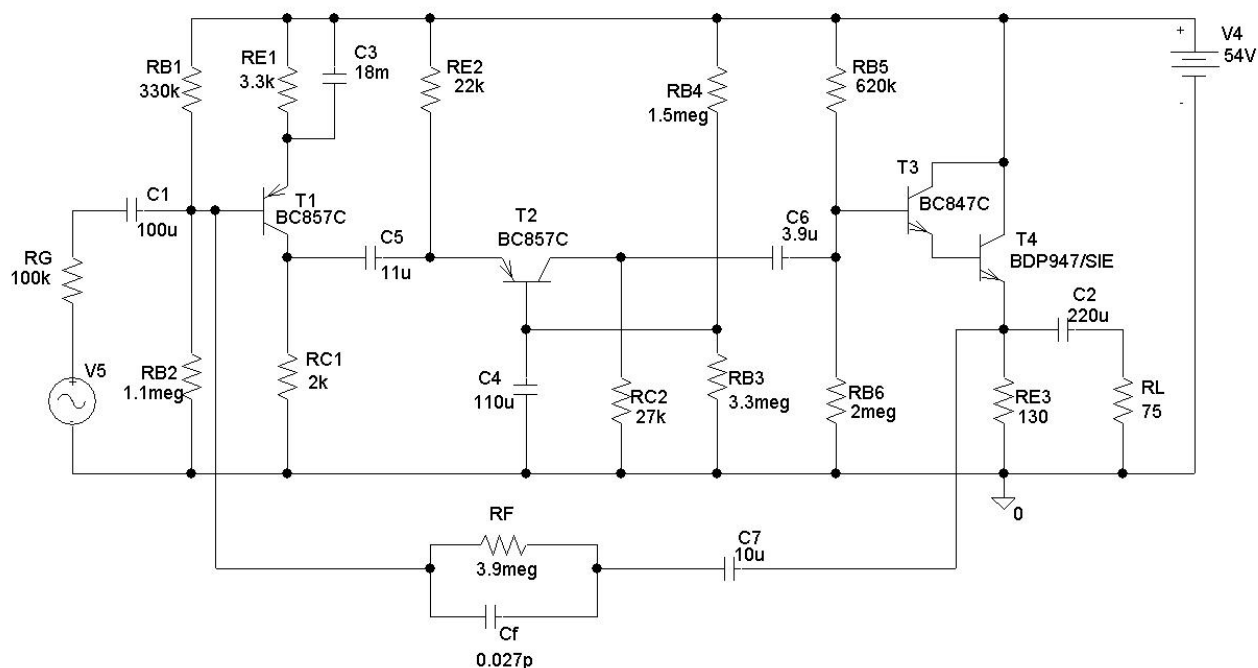 RB1
330k
RE1
3.3k
C3
18m
RE2
22k
RB4
1.5meg
RB5
620k
+
V4
54V
-
C1
100u
T1
BC857C
T2
BC857C
C5
11u
C6
3.9u
T3
BC847C
T4
BDP947/SIE
RG
100k
C2
220u
V5
+
-
RB2
1.1meg
RC1
2k
C4
110u
RC2
27k
RB3
3.3meg
RB6
2meg
RE3
130
RL
75
0
RF
3.9meg
C7
10u
Cf
0.027p